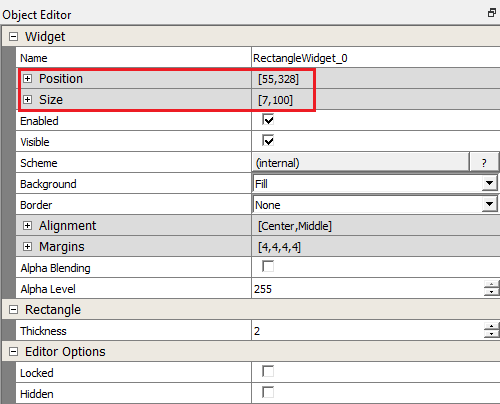 Object Editor
Widget
Name RectangleWidget_0
Position [55,328]
Size [7,100]
Enabled
Visible
Scheme (internal) ?
Background Fill
Border None
Alignment [Center,Middle]
Margins [4,4,4,4]
Alpha Blending
Alpha Level 255
Rectangle
Thickness 2
Editor Options
Locked
Hidden